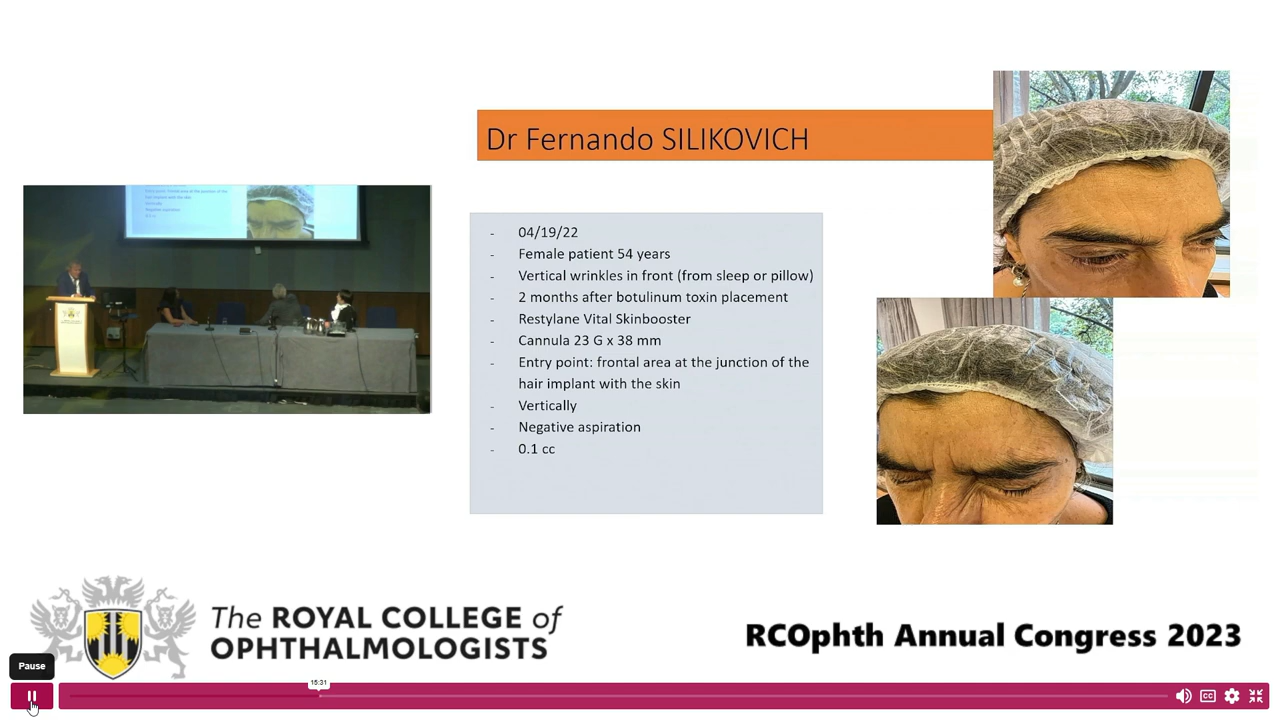 Dr Fernando SILIKOVICH
- 04/19/22
- Female patient 54 years
- Vertical wrinkles in front (from sleep or pillow)
- 2 months after botulinum toxin placement
- Restylane Vital Skinbooster
- Cannula 23 G x 38 mm
- Entry point: frontal area at the junction of the
hair implant with the skin
- Vertically
- Negative aspiration
- 0.1 cc
The ROYAL COLLEGE of
OPHTHALMOLOGISTS
RCOphth Annual Congress 2023
Pause
15:31
CC